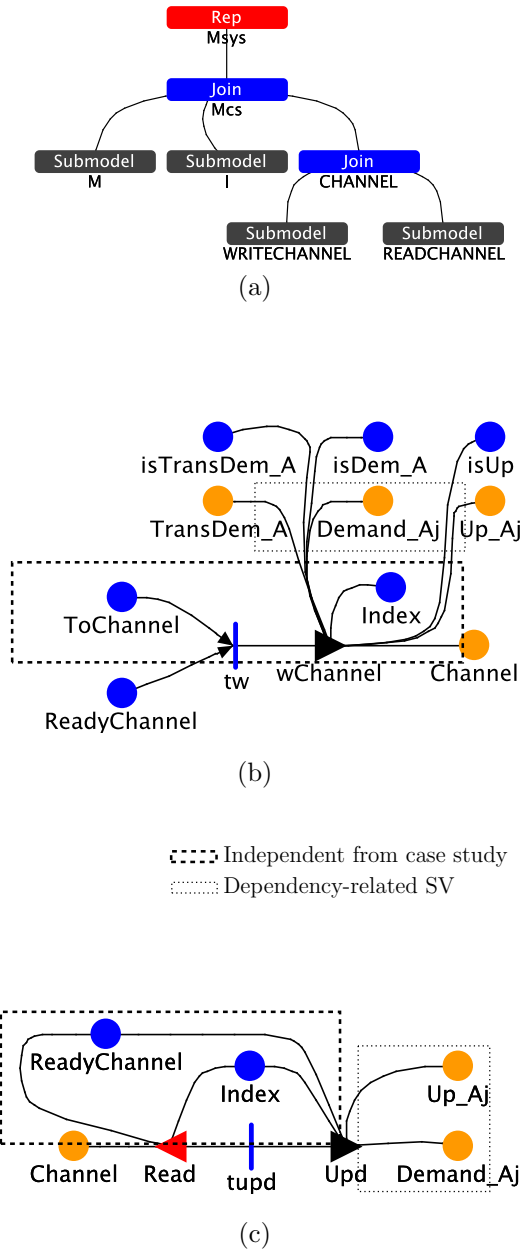 Rep
Msys
Join
Mcs
Submodel Submodel Join
M I CHANNEL
Submodel Submodel
WRITECHANNEL READCHANNEL
(a)
isTransDem_A isDem_A isUp
TransDem_A Demand_Aj Up_Aj
ToChannel Index
tw wChannel Channel
ReadyChannel
(b)
Independent from case study
Dependency-related SV
ReadyChannel
Index Up_Aj
Channel Read tupd Upd Demand_Aj
(c)